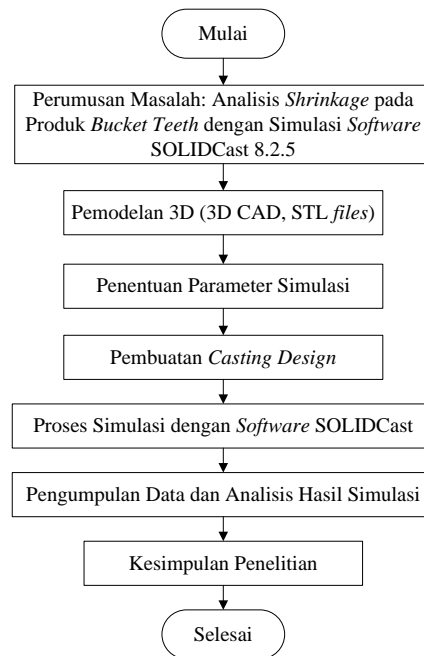 Mulai
Perumusan Masalah: Analisis Shrinkage pada
Produk Bucket Teeth dengan Simulasi Software
SOLIDCast 8.2.5
Pemodelan 3D (3D CAD, STL files)
Penentuan Parameter Simulasi
Pembuatan Casting Design
Proses Simulasi dengan Software SOLIDCast
Pengumpulan Data dan Analisis Hasil Simulasi
Kesimpulan Penelitian
Selesai